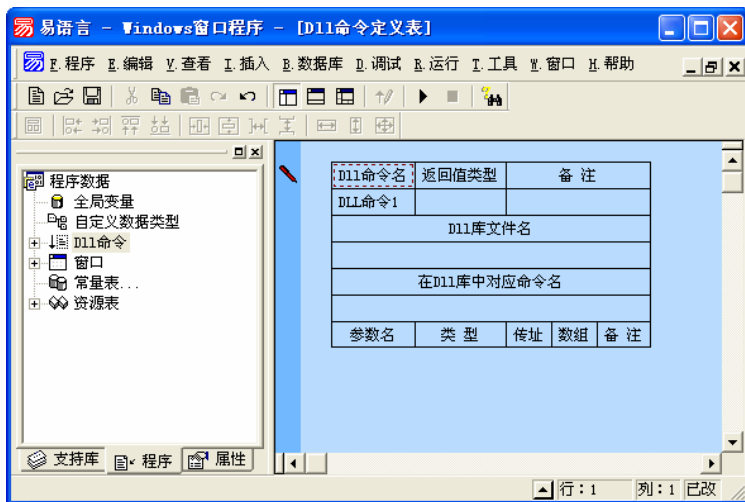 易 易语言 - Windows窗口程序 - [Dll命令定义表]
易 F.程序 E.编辑 V.查看 I.插入 B.数据库 D.调试 R.运行 T.工具 W.窗口 H.帮助
程序数据
全局变量
自定义数据类型
Dll命令
窗口
常量表...
资源表
支持库 程序 属性
Dll命令名 返回值类型 备 注
DLL命令1
Dll库文件名
在Dll库中对应命令名
参数名 类 型 传址 数组 备 注
行:1 列:1 已改